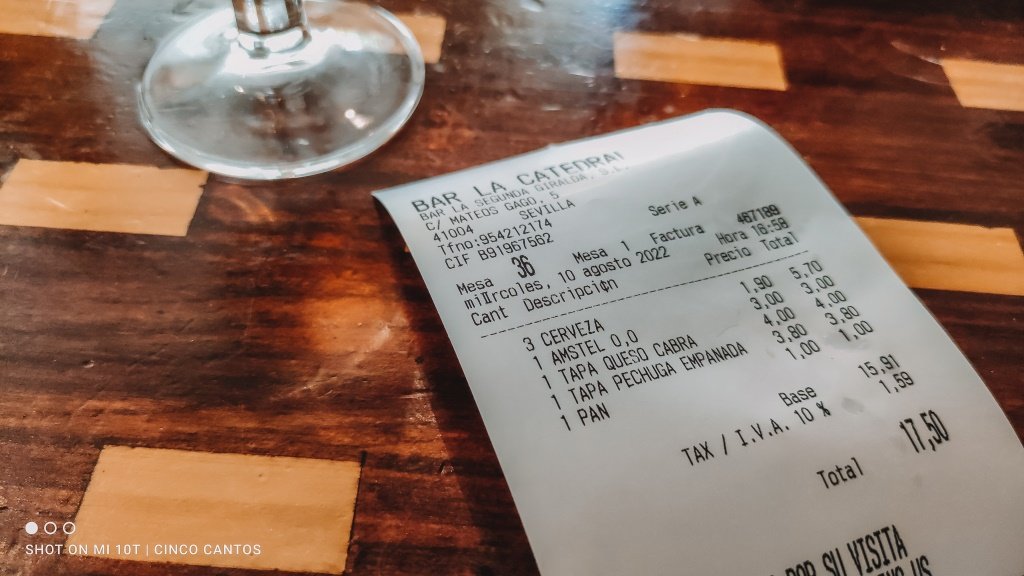 BAR LA CATEDRAL
BAR LA SEGUNDA GIRALDA, S.L.
C/ MATEOS GAGO, 5
41004 SEVILLA
Tfno:954212174
CIF B91967562
Serie A
Mesa 36 Mesa 1 Factura 467189
miIrcoles, 10 agosto 2022 Hora 16:58
Cant Descripci¢n Precio Total
3 CERVEZA 1,90 5,70
1 AMSTEL 0,0 3,00 3,00
1 TAPA QUESO CABRA 4,00 4,00
1 TAPA PECHUGA EMPANADA 3,80 3,80
1 PAN 1,00 1,00
Base 15,91
TAX / I.V.A. 10 % 1,59
Total 17,50
POR SU VISITA
US
SHOT ON MI 10T | CINCO CANTOS